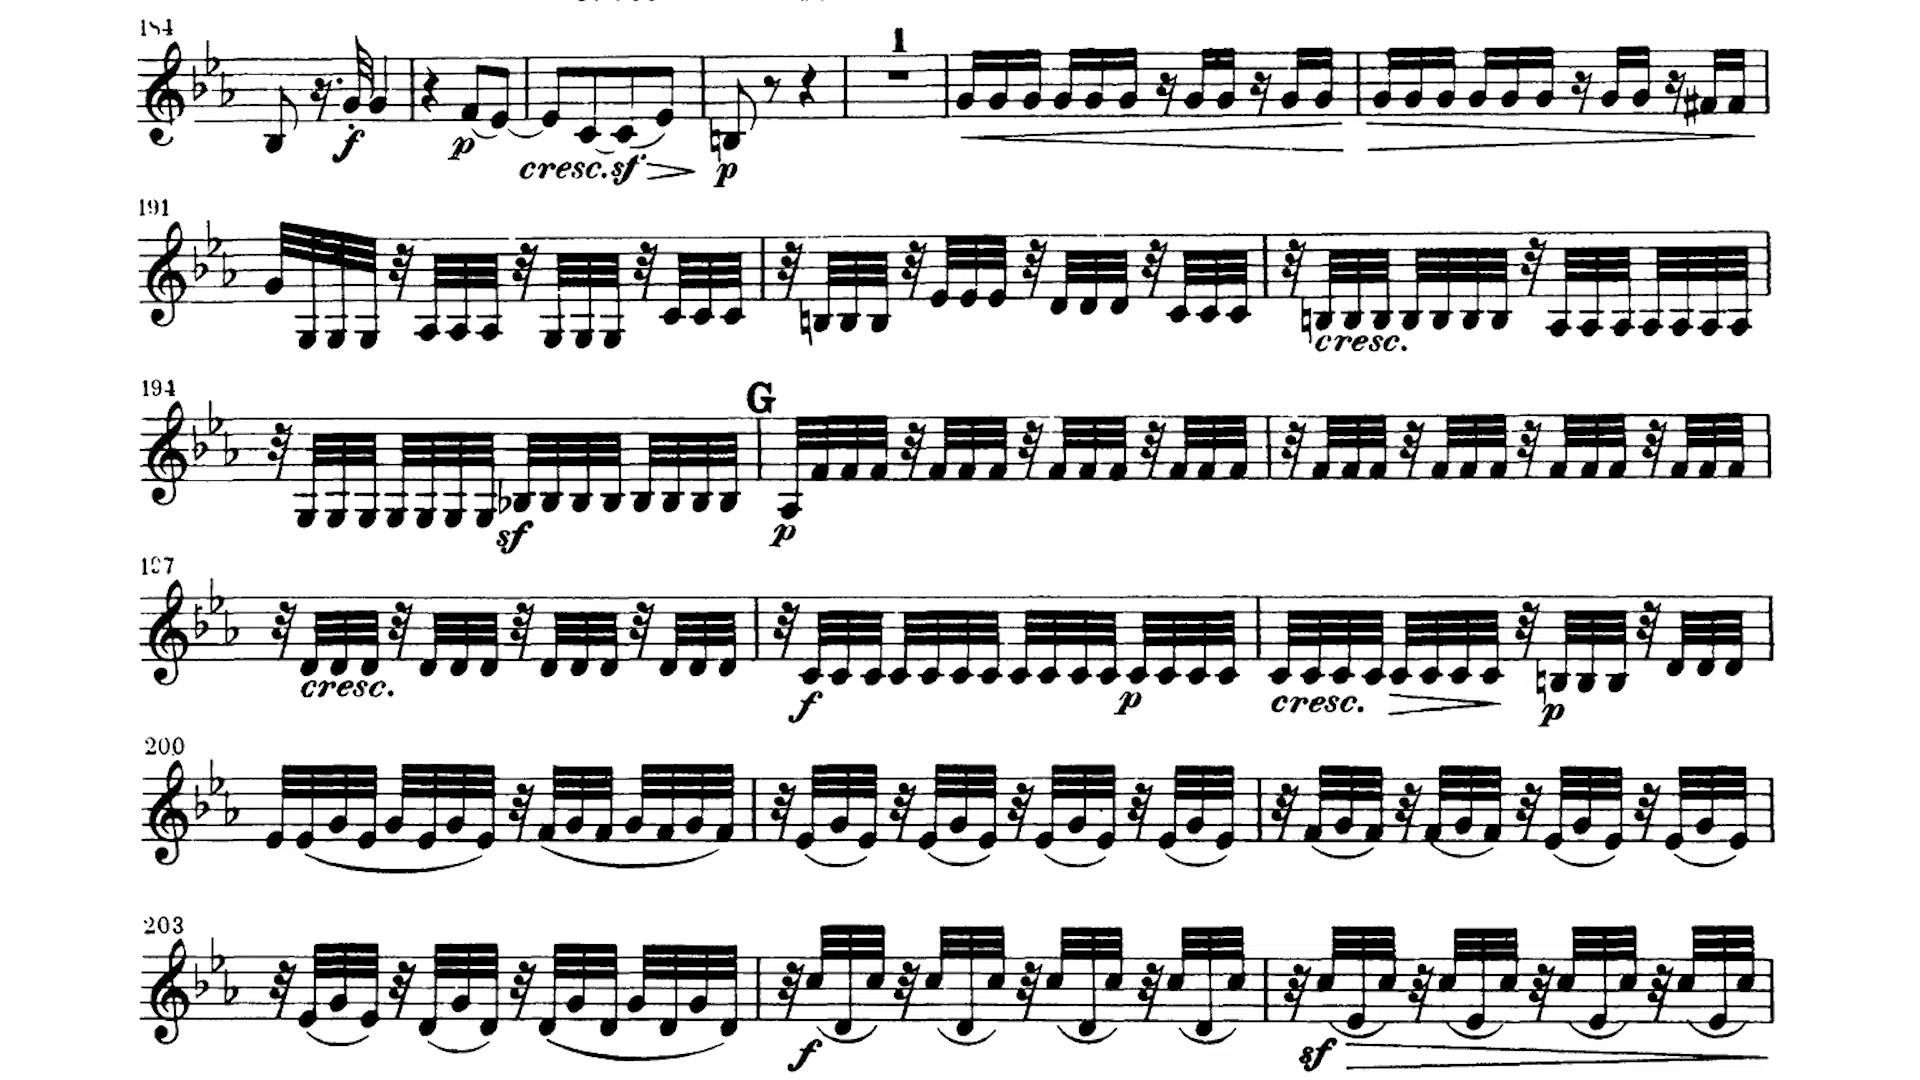 184
1
f
p
cresc. sf
p
191
cresc.
194
G
sf
p
197
cresc.
f
p
cresc.
p
200
203
f
sf